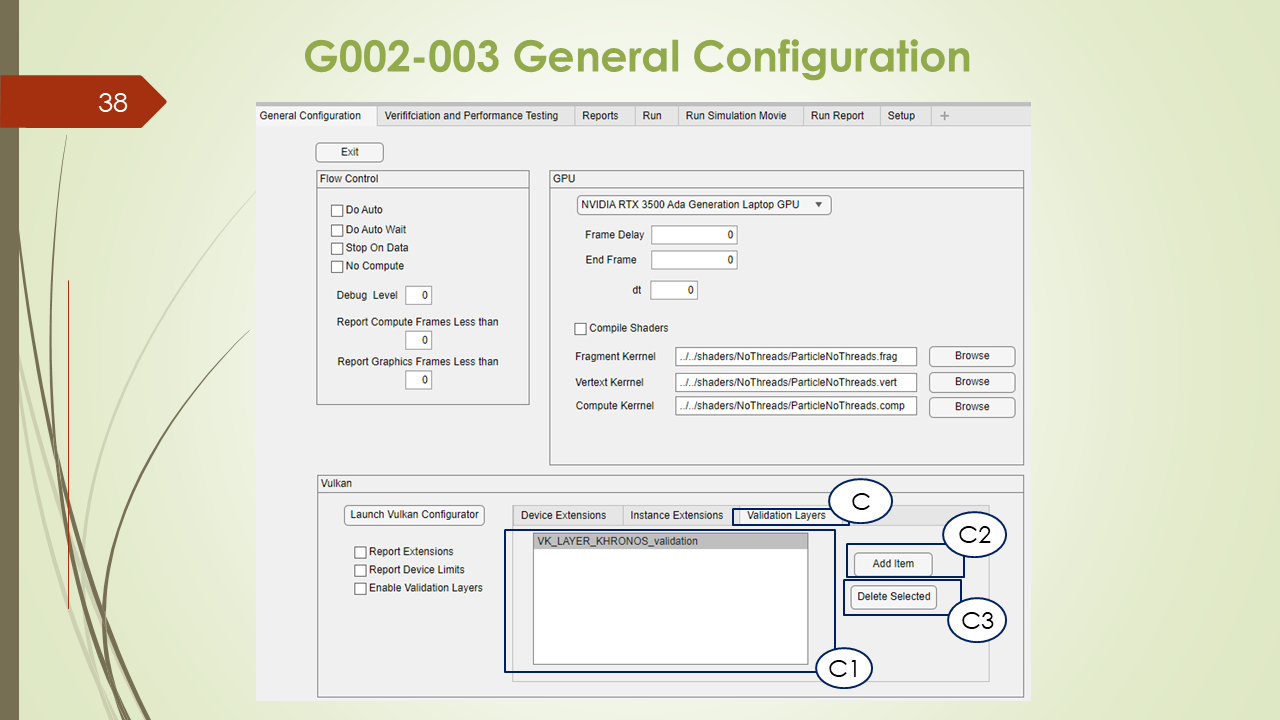 G002-003 General Configuration
38
General Configuration
Verififciation and Performance Testing
Reports
Run
Run Simulation Movie
Run Report
Setup
+
Exit
Flow Control
Do Auto
Do Auto Wait
Stop On Data
No Compute
Debug Level 0
Report Compute Frames Less than
0
Report Graphics Frames Less than
0
GPU
NVIDIA RTX 3500 Ada Generation Laptop GPU
Frame Delay 0
End Frame 0
dt 0
Compile Shaders
Fragment Kerrnel ../../shaders/NoThreads/ParticleNoThreads.frag Browse
Vertext Kerrnel ../../shaders/NoThreads/ParticleNoThreads.vert Browse
Compute Kerrnel ../../shaders/NoThreads/ParticleNoThreads.comp Browse
Vulkan
Launch Vulkan Configurator
Report Extensions
Report Device Limits
Enable Validation Layers
Device Extensions
Instance Extensions
Validation Layers
C
VK_LAYER_KHRONOS_validation
C2
Add Item
Delete Selected
C3
C1